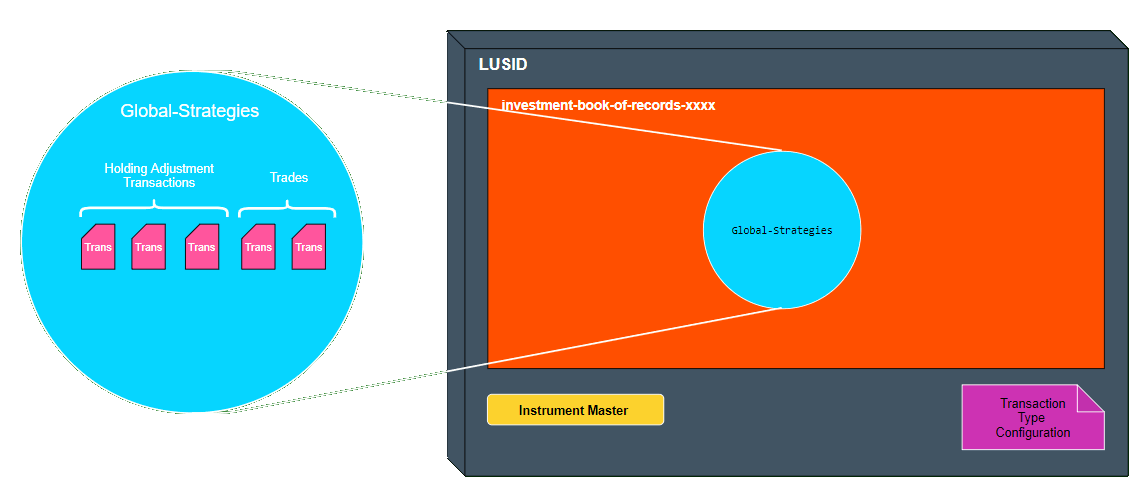 Global-Strategies
Holding Adjustment
Transactions
Trades
Trans
Trans
Trans
Trans
Trans
LUSID
investment-book-of-records-xxxx
Global-Strategies
Instrument Master
Transaction
Type
Configuration